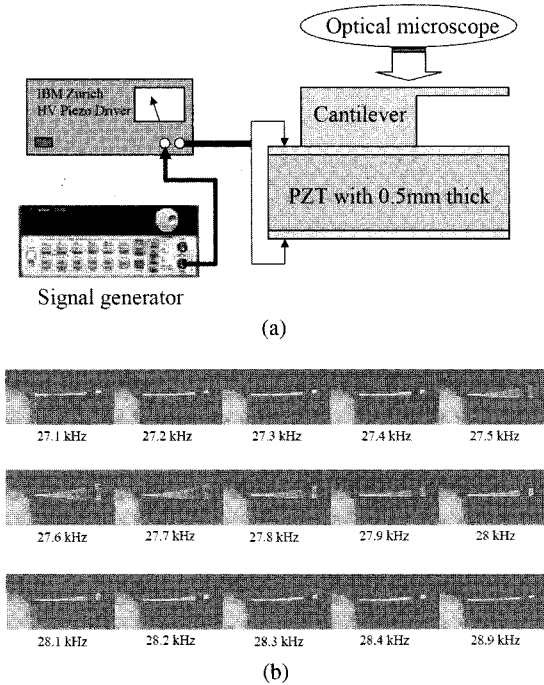 Optical microscope
IBM Zurich
HV Piezo Driver
Cantilever
PZT with 0.5mm thick
Signal generator
(a)
27.1 kHz 27.2 kHz 27.3 kHz 27.4 kHz 27.5 kHz
27.6 kHz 27.7 kHz 27.8 kHz 27.9 kHz 28 kHz
28.1 kHz 28.2 kHz 28.3 kHz 28.4 kHz 28.9 kHz
(b)